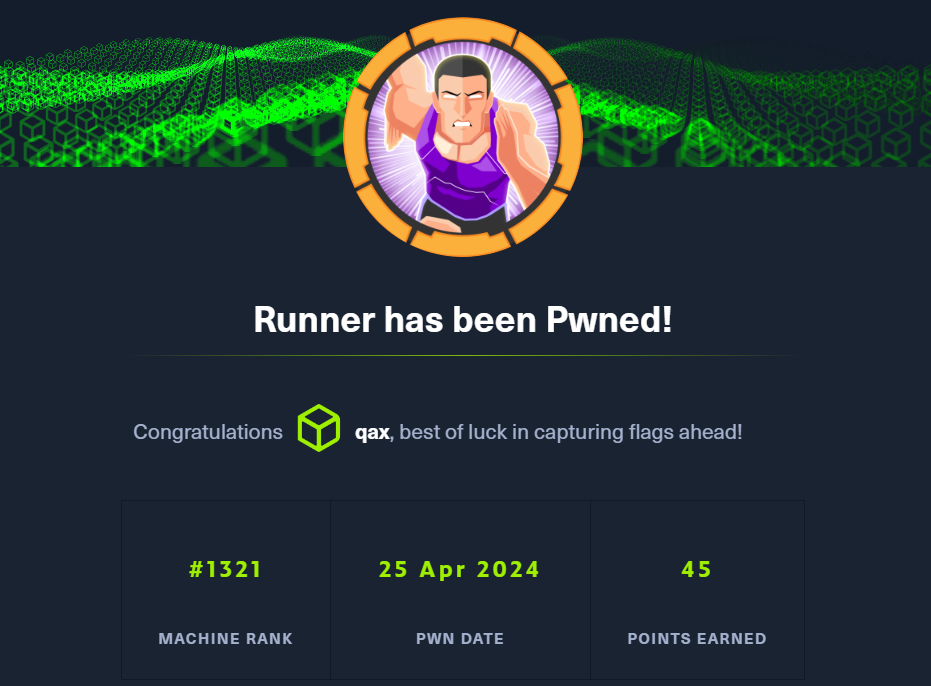 Runner has been Pwned!
Congratulations qax, best of luck in capturing flags ahead!
#1321 25 Apr 2024 45
MACHINE RANK PWN DATE POINTS EARNED